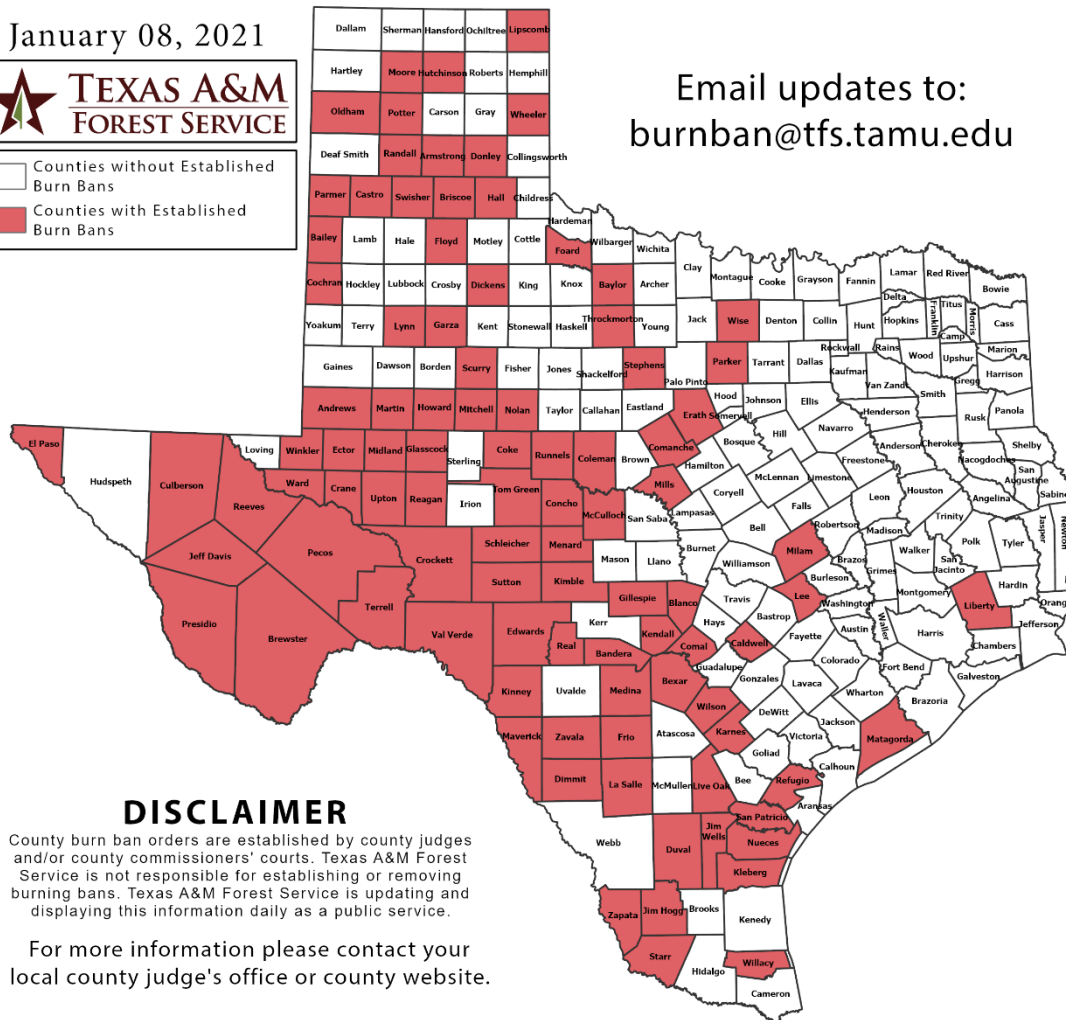 January 08, 2021
TEXAS A&M
FOREST SERVICE
Counties without Established
Burn Bans
Counties with Established
Burn Bans
Email updates to:
burnban@tfs.tamu.edu
Dallam Sherman Hansford Ochiltree Lipscomb
Hartley Moore Hutchinson Roberts Hemphill
Oldham Potter Carson Gray Wheeler
Deaf Smith Randall Armstrong Donley Collingsworth
Parmer Castro Swisher Briscoe Hall Childress
Hardeman
Bailey Lamb Hale Floyd Motley Cottle Foard Wilbarger Wichita
Clay Montague Cooke Grayson Fannin Lamar Red River Bowie
Cochran Hockley Lubbock Crosby Dickens King Knox Baylor Archer
Delta Franklin Titus Morris Cass
Yoakum Terry Lynn Garza Kent Stonewall Haskell Throckmorton Young Jack Wise Denton Collin Hunt Hopkins Camp
Rockwall Rains Wood Upshur Marion
Gaines Dawson Borden Scurry Fisher Jones Shackelford Stephens Palo Pinto Parker Tarrant Dallas Kaufman Van Zandt Gregg Harrison
Andrews Martin Howard Mitchell Nolan Taylor Callahan Eastland Erath Hood Somervell Johnson Ellis Henderson Smith Rusk Panola
El Paso Hudspeth Culberson Loving Winkler Ector Midland Glasscock Sterling Coke Runnels Coleman Brown Comanche Bosque Hill Navarro Anderson Cherokee Nacogdoches Shelby
San
Augustine Sabine
Reeves Ward Crane Upton Reagan Irion Tom Green Concho McCulloch San Saba Mills Hamilton Coryell McLennan Limestone Freestone Leon Houston Angelina
Lampasas Bell Falls Robertson Madison Trinity Polk Tyler Jasper Newton
Jeff Davis Pecos Crockett Schleicher Menard Mason Llano Burnet Williamson Milam Brazos Grimes Walker
San
Jacinto Hardin
Presidio Brewster Terrell Val Verde Sutton Kimble Gillespie Blanco Travis Lee Burleson Washington Montgomery Liberty
Edwards Real Kerr Bandera Kendall Comal Hays Caldwell Bastrop Fayette Austin Waller Harris Chambers Jefferson
Kinney Uvalde Medina Bexar Guadalupe Gonzales Lavaca Colorado Fort Bend Galveston
Maverick Zavala Frio Atascosa Wilson Karnes DeWitt Jackson Wharton Brazoria
Dimmit La Salle McMullen Live Oak Bee Goliad Victoria Calhoun Matagorda
Refugio Aransas
Webb Duval
Jim
Wells San Patricio
Nueces
Kleberg
Zapata Jim Hogg Brooks Kenedy
Starr Hidalgo Willacy
Cameron
DISCLAIMER
County burn ban orders are established by county judges
and/or county commissioners' courts. Texas A&M Forest
Service is not responsible for establishing or removing
burning bans. Texas A&M Forest Service is updating and
displaying this information daily as a public service.
For more information please contact your
local county judge's office or county website.